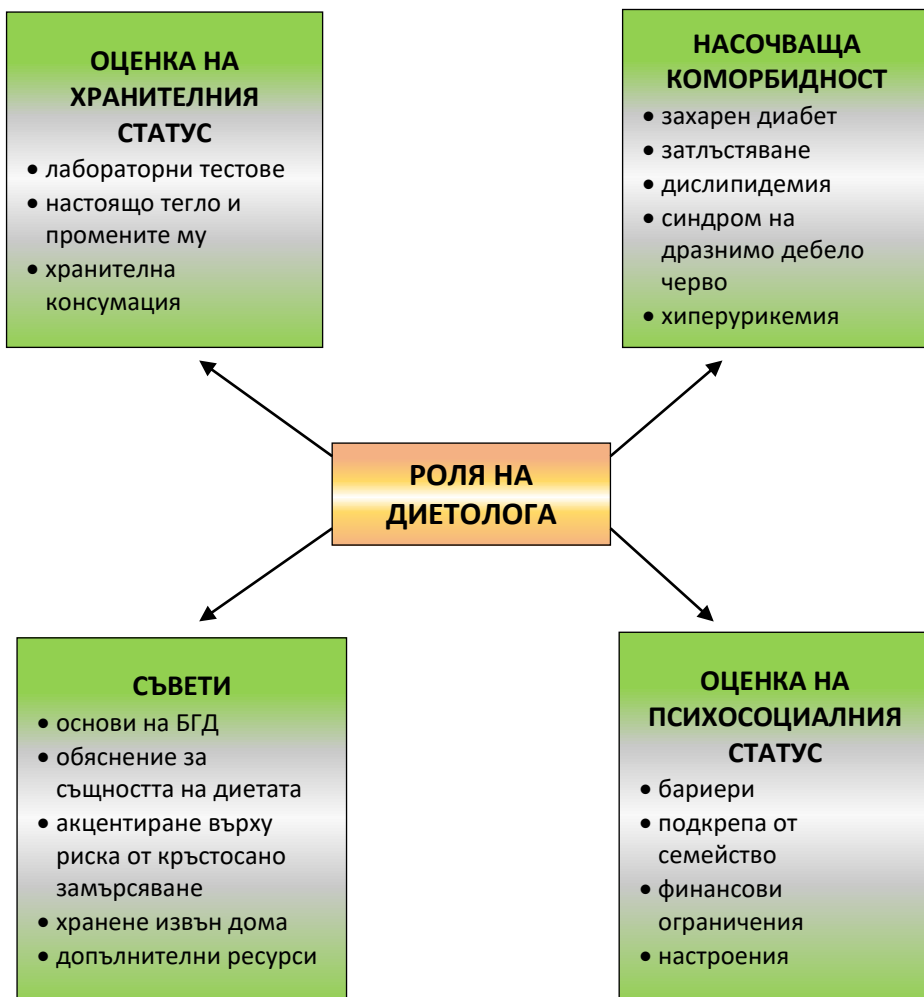 ОЦЕНКА НА
ХРАНИТЕЛНИЯ
СТАТУС
• лабораторни тестове
• настоящо тегло и
промените му
• хранителна
консумация
НАСОЧВАЩА
КОМОРБИДНОСТ
• захарен диабет
• затлъстяване
• дислипидемия
• синдром на
дразнимо дебело
черво
• хиперурикемия
РОЛЯ НА
ДИЕТОЛОГА
СЪВЕТИ
• основи на БГД
• обяснение за
същността на диетата
• акцентиране върху
риска от кръстосано
замърсяване
• хранене извън дома
• допълнителни ресурси
ОЦЕНКА НА
ПСИХОСОЦИАЛНИЯ
СТАТУС
• бариери
• подкрепа от
семейство
• финансови
ограничения
• настроения